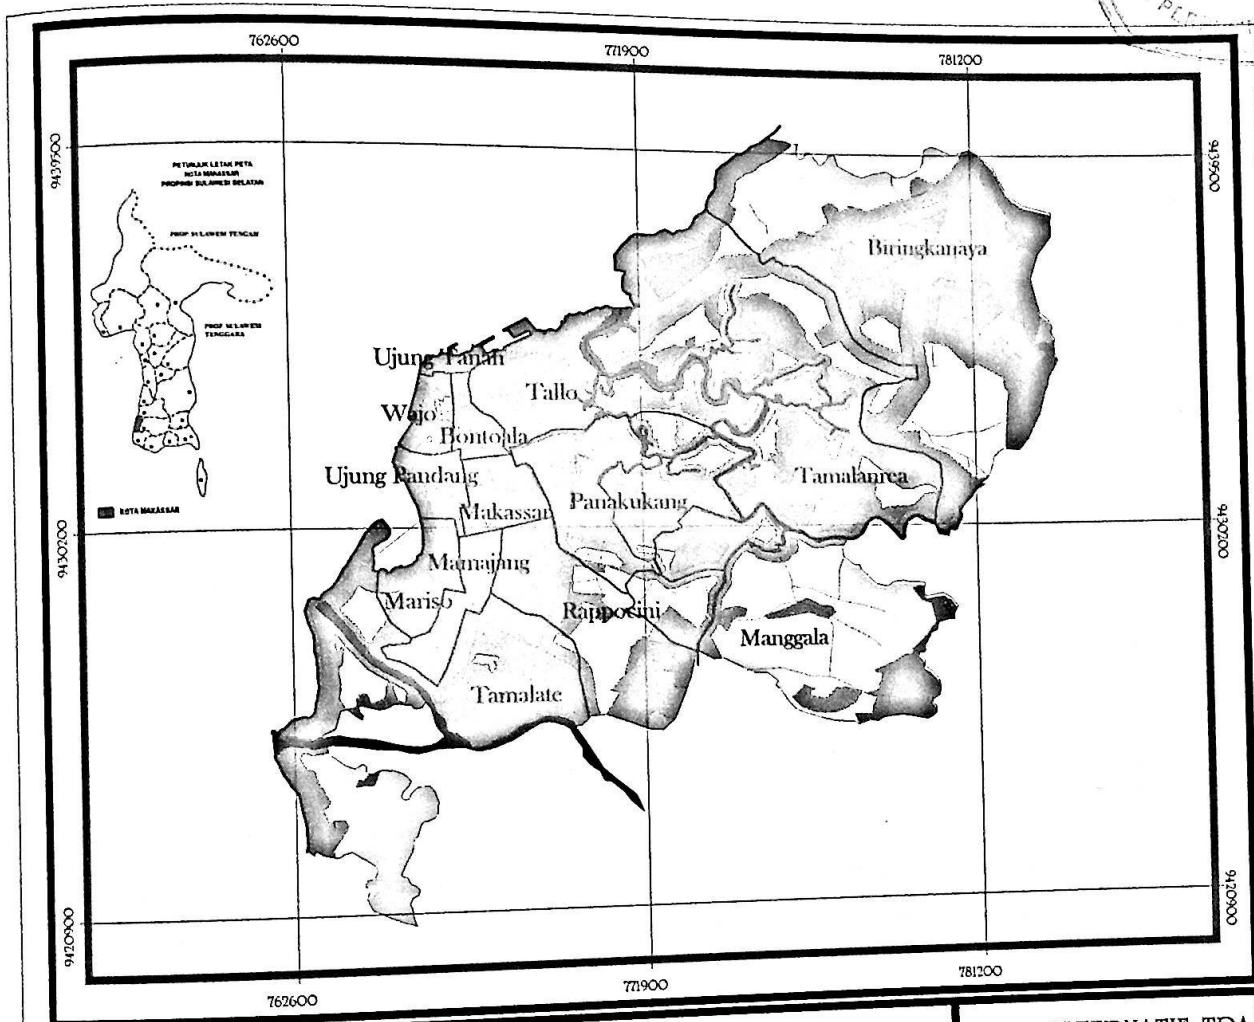 762600
771900
781200
9439500
9439500
PETUNJUK LETAK PETA
KOTA MAKASSAR
PROPINSI SULAWESI SELATAN
PROP. SULAWESI TENGAH
PROP. SULAWESI
TENGGARA
KOTA MAKASSAR
Biringkanaya
Ujung Tanah
Tallo
Wajo
Bontoala
Ujung Pandang
Tamalanrea
Panakukang
Makassar
9430200
9430200
Mamajang
Mariso
Rappocini
Manggala
Tamalate
9420900
9420900
762600
771900
781200